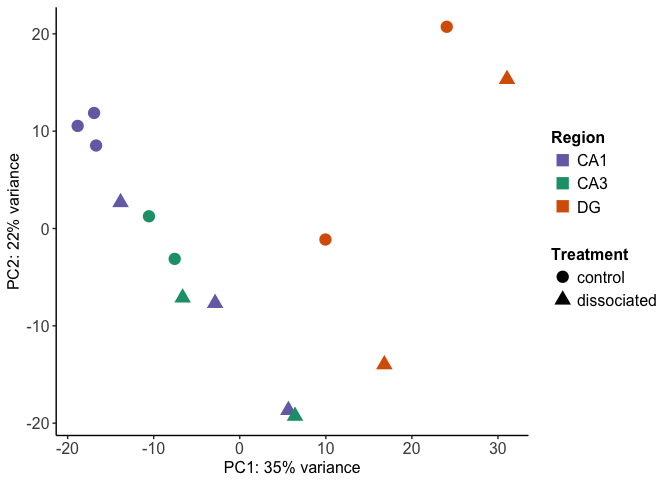 20
10
0
-10
-20
PC2: 22% variance
-20 -10 0 10 20 30
PC1: 35% variance
Region
CA1
CA3
DG
Treatment
control
dissociated